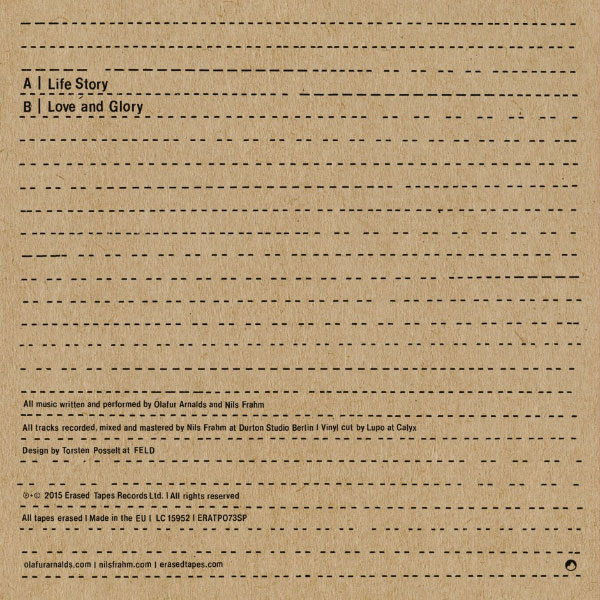 A | Life Story
B | Love and Glory
All music written and performed by Olafur Arnalds and Nils Frahm
All tracks recorded, mixed and mastered by Nils Frahm at Durton Studio Berlin | Vinyl cut by Lupo at Calyx
Design by Torsten Posselt at FELD
℗+© 2015 Erased Tapes Records Ltd. | All rights reserved
All tapes erased | Made in the EU | LC 15952 | ERATP073SP
olafurarnalds.com | nilsfrahm.com | erasedtapes.com